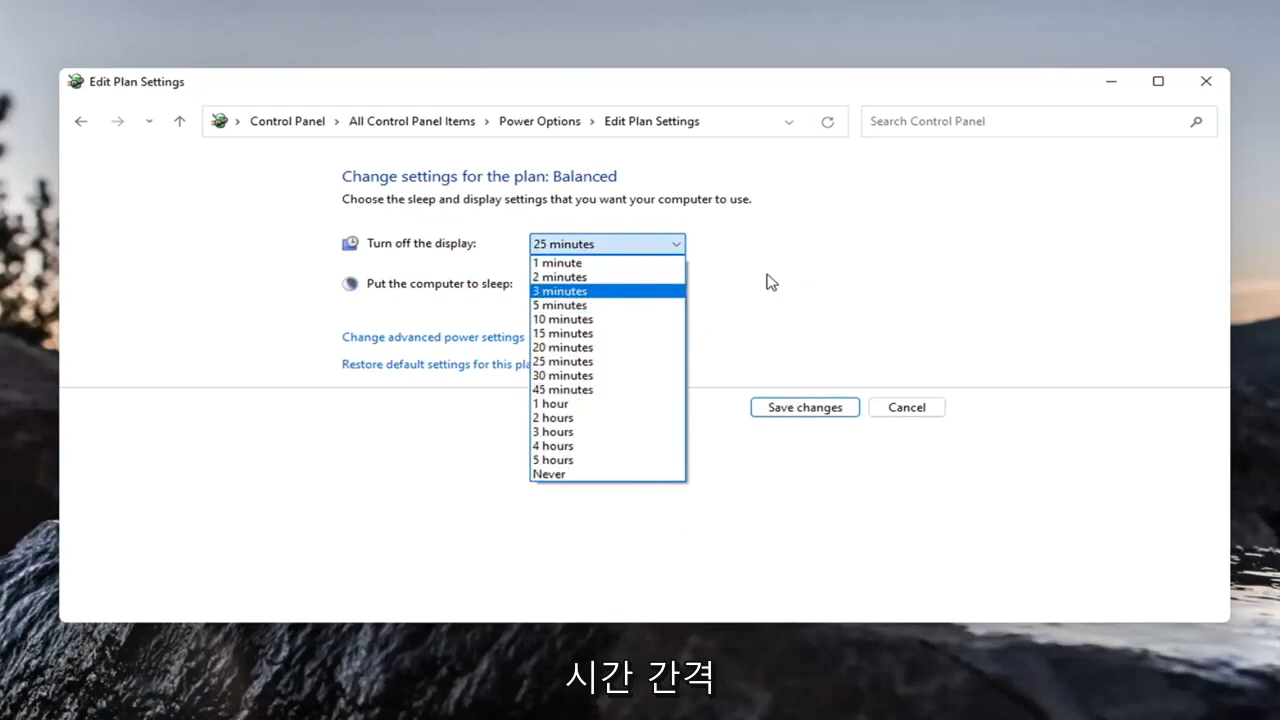 Edit Plan Settings
Control Panel > All Control Panel Items > Power Options > Edit Plan Settings
Search Control Panel
Change settings for the plan: Balanced
Choose the sleep and display settings that you want your computer to use.
Turn off the display: 25 minutes
1 minute
2 minutes
Put the computer to sleep:
3 minutes
5 minutes
10 minutes
15 minutes
Change advanced power settings
20 minutes
25 minutes
Restore default settings for this
30 minutes
45 minutes
1 hour
Save changes Cancel
2 hours
3 hours
4 hours
5 hours
Never
시간 간격